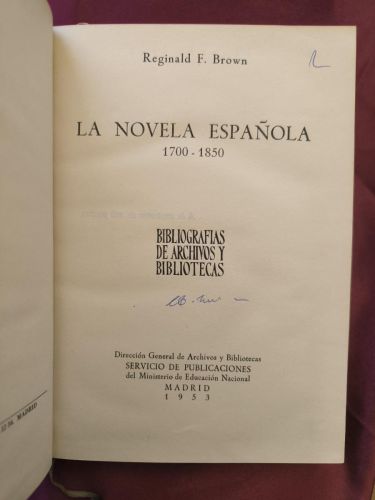 Reginald F. Brown
LA NOVELA ESPAÑOLA
1700-1850
BIBLIOGRAFIAS
DE ARCHIVOS Y
BIBLIOTECAS
Dirección General de Archivos y Bibliotecas
SERVICIO DE PUBLICACIONES
del Ministerio de Educación Nacional
MADRID
1953
MADRID